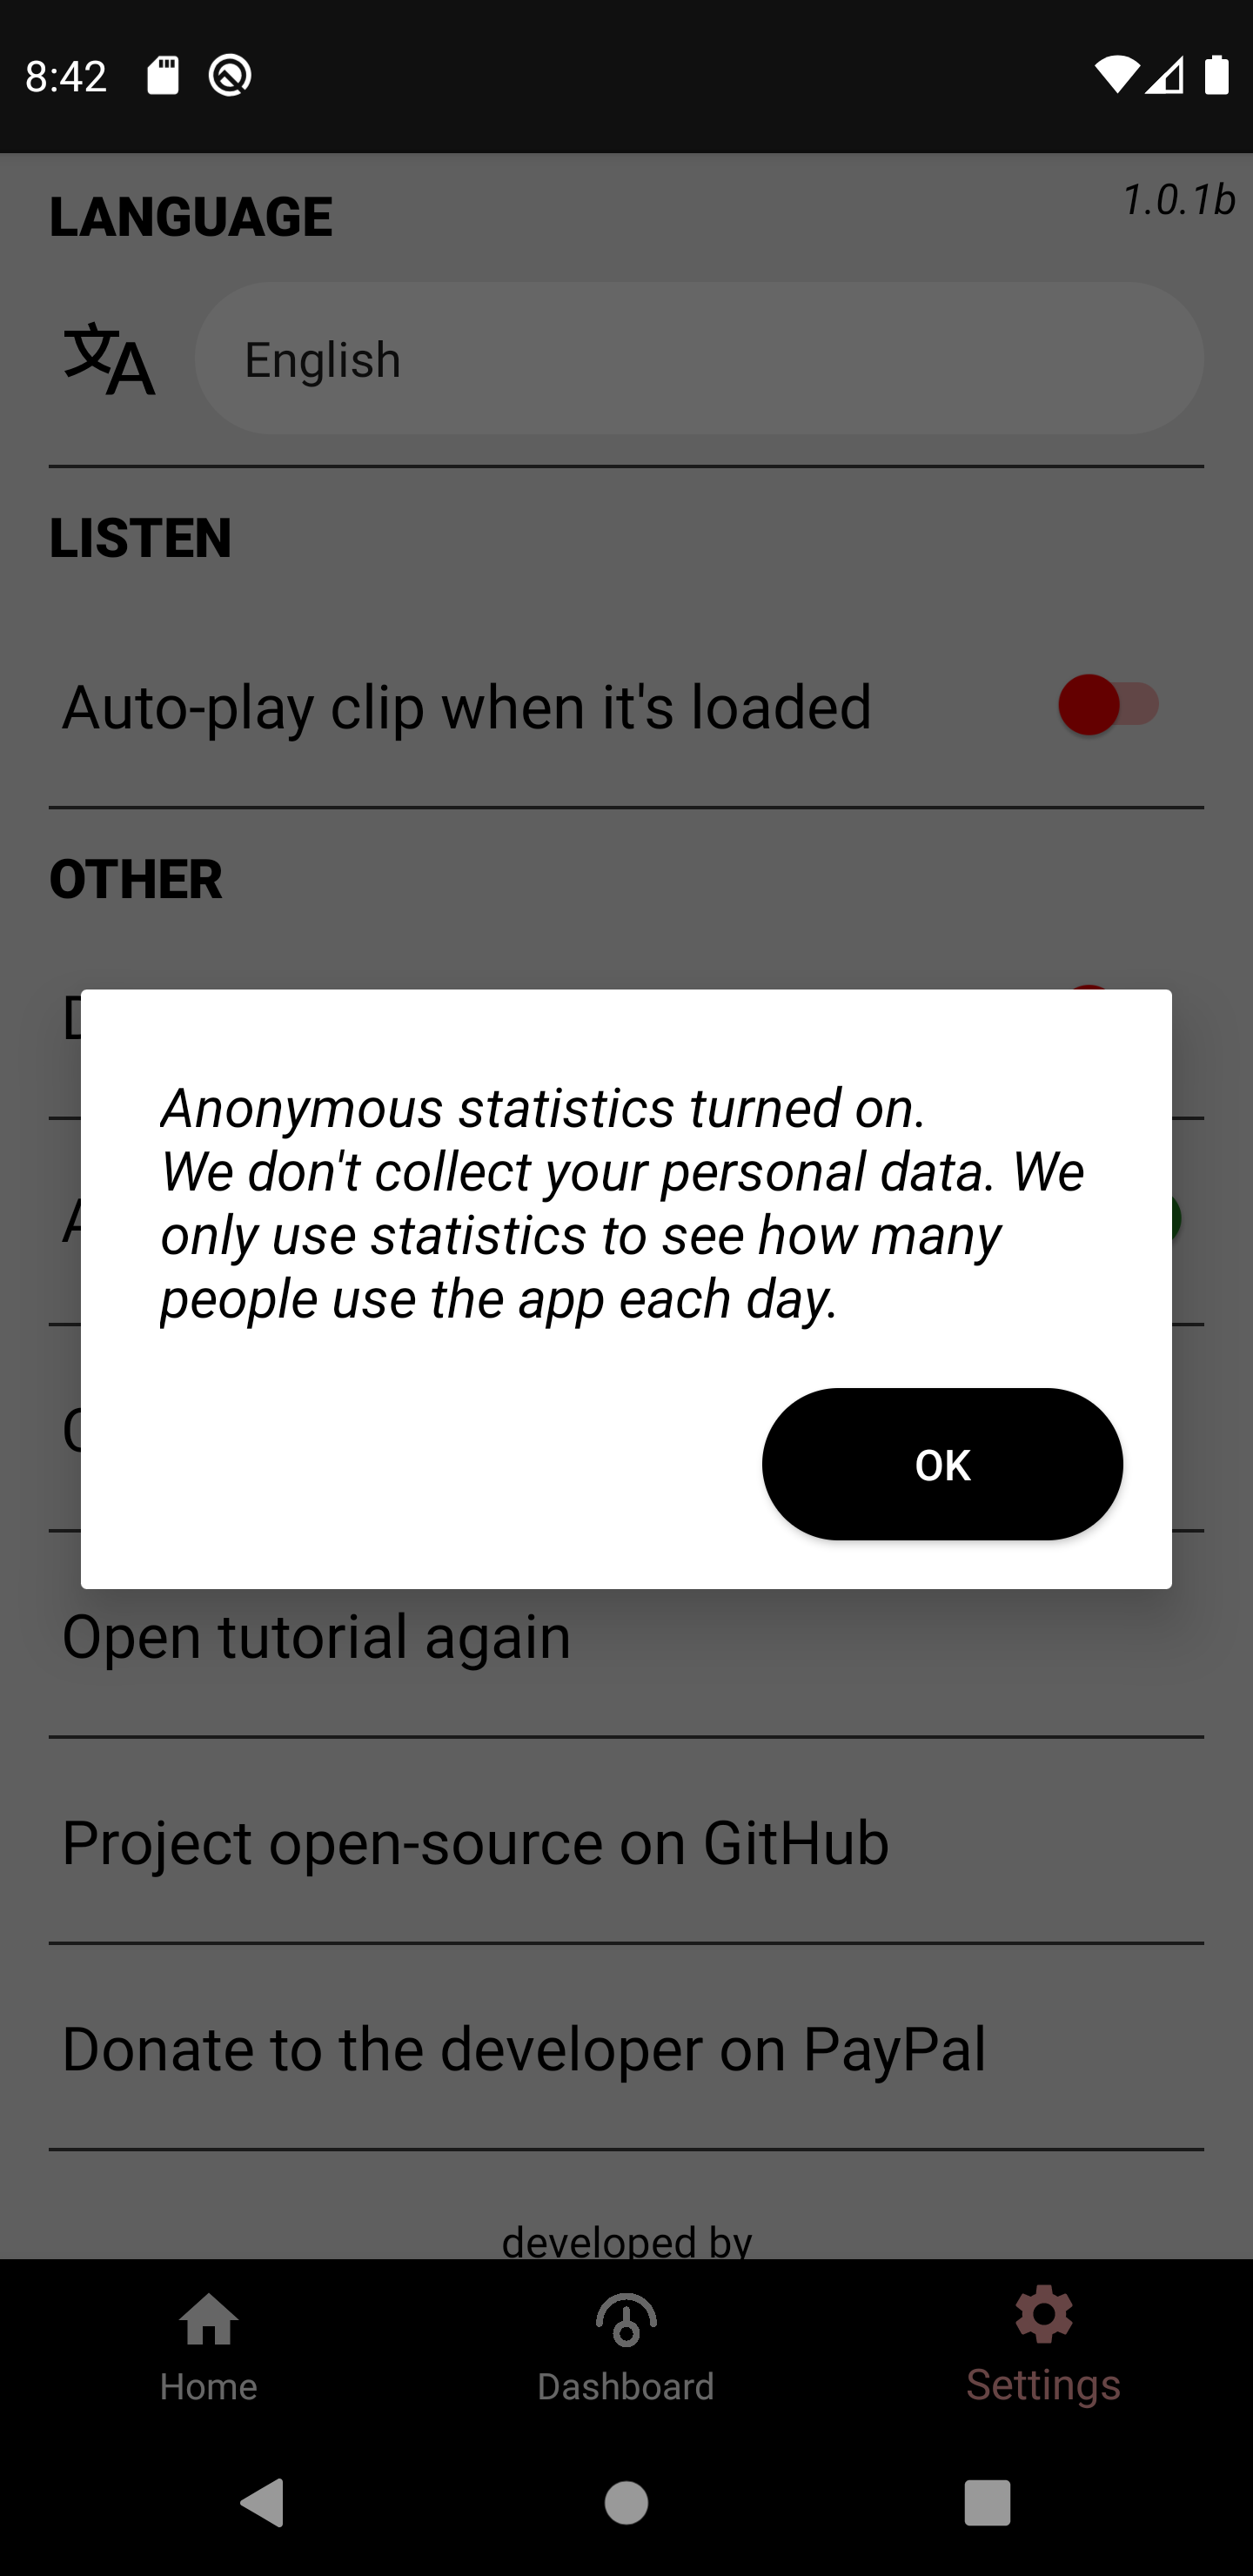 8:42
LANGUAGE
1.0.1b
English
LISTEN
Auto-play clip when it's loaded
OTHER
Anonymous statistics turned on.
We don't collect your personal data. We
only use statistics to see how many
people use the app each day.
OK
Open tutorial again
Project open-source on GitHub
Donate to the developer on PayPal
developed by
Home
Dashboard
Settings